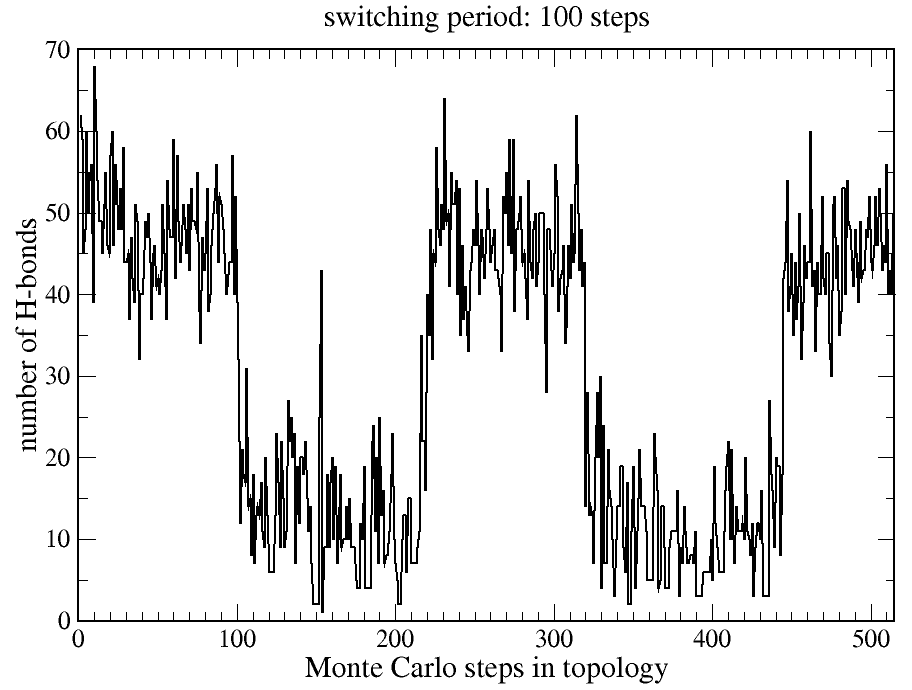 switching period: 100 steps
70
60
50
40
30
20
10
0
number of H-bonds
0 100 200 300 400 500
Monte Carlo steps in topology